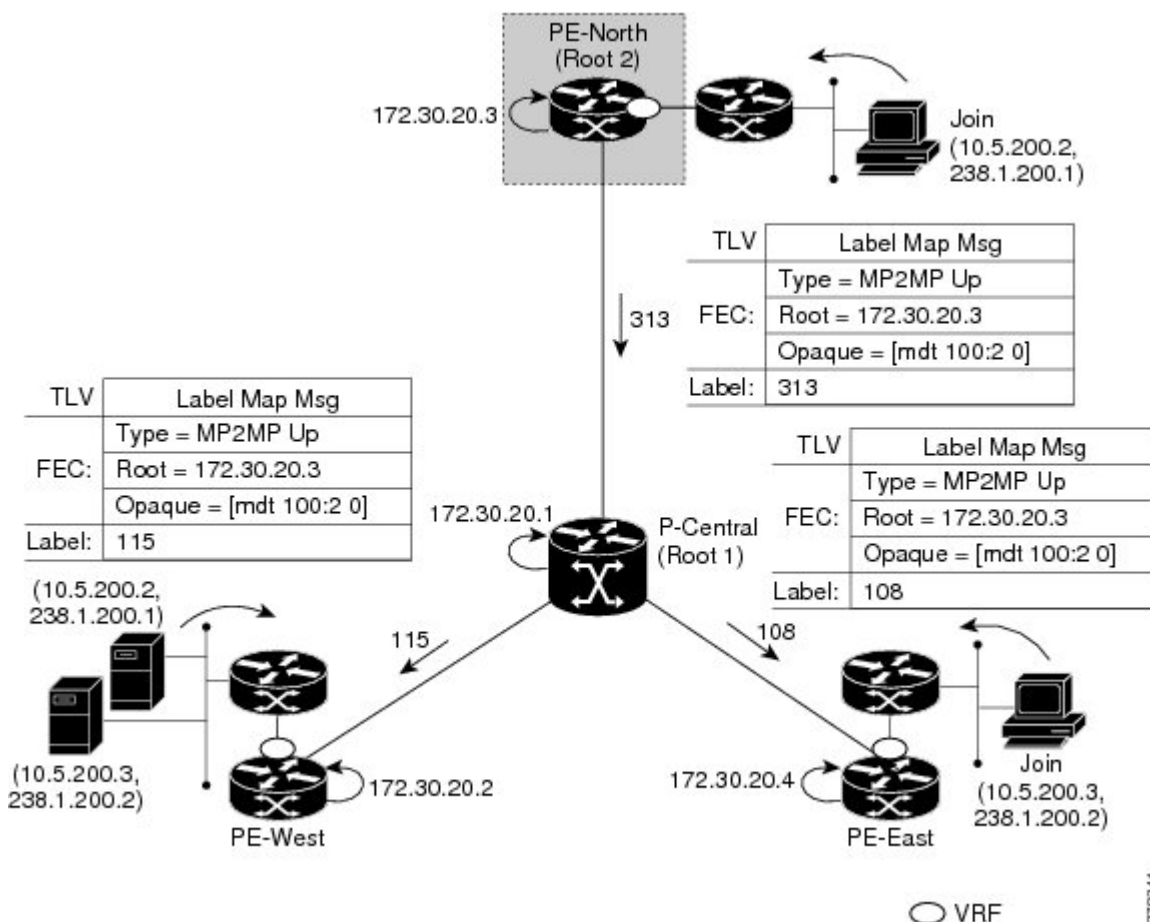 PE-North
(Root 2)
172.30.20.3
Join
(10.5.200.2,
238.1.200.1)
TLV Label Map Msg
FEC: Type = MP2MP Up
Root = 172.30.20.3
Opaque = [mdt 100:2 0]
Label: 313
313
TLV Label Map Msg
FEC: Type = MP2MP Up
Root = 172.30.20.3
Opaque = [mdt 100:2 0]
Label: 115
TLV Label Map Msg
FEC: Type = MP2MP Up
Root = 172.30.20.3
Opaque = [mdt 100:2 0]
Label: 108
172.30.20.1
P-Central
(Root 1)
(10.5.200.2,
238.1.200.1)
115
108
(10.5.200.3,
238.1.200.2)
172.30.20.2
PE-West
172.30.20.4
PE-East
Join
(10.5.200.3,
238.1.200.2)
VRF